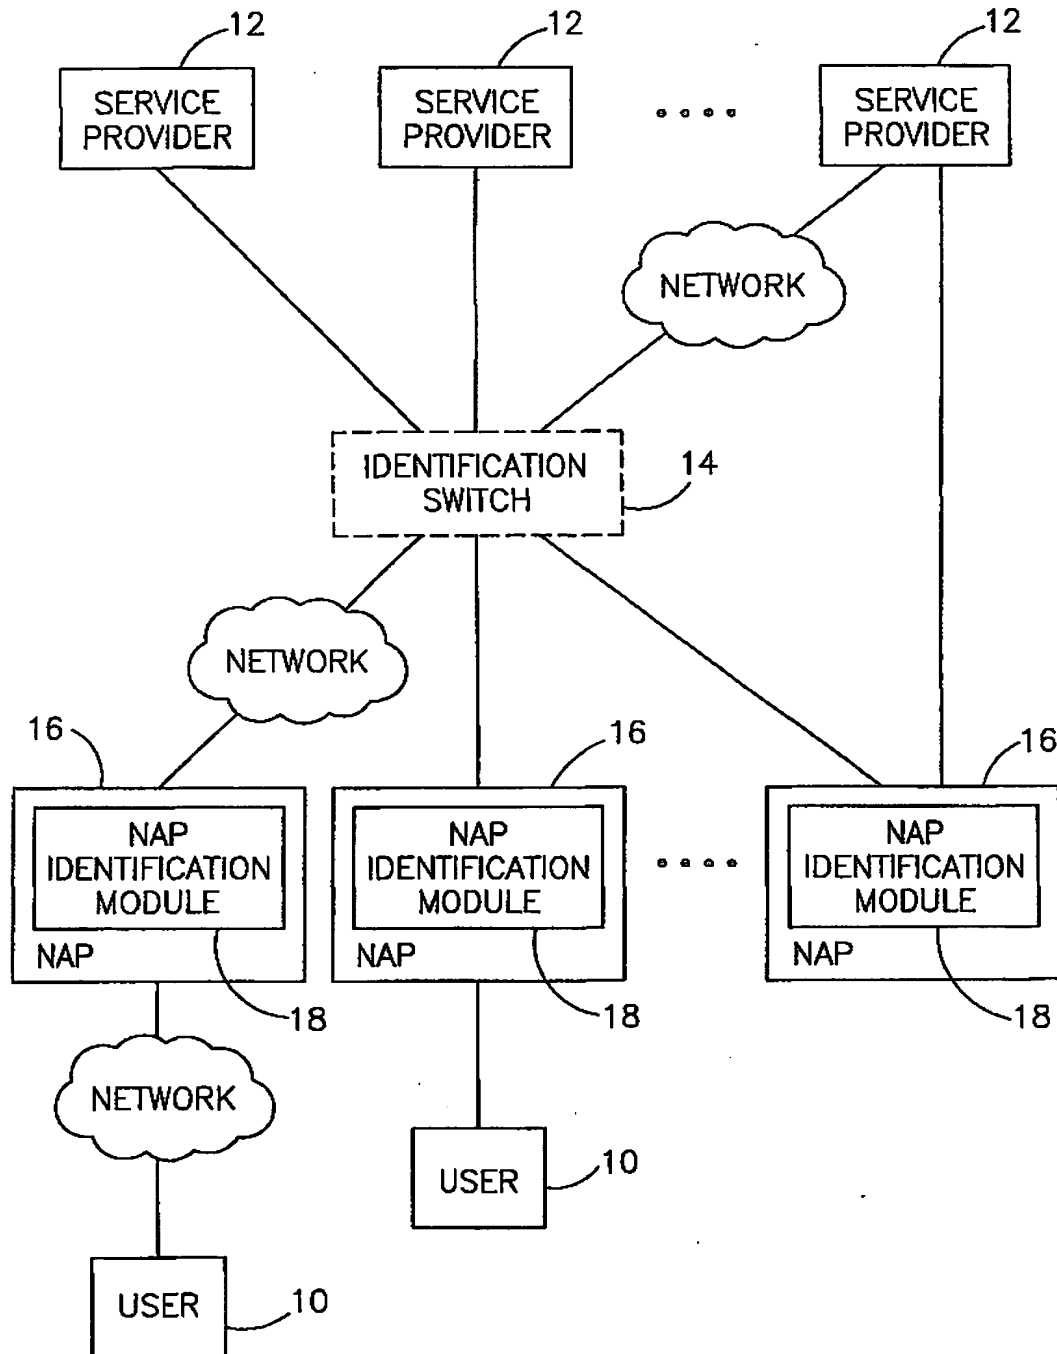 12
12
12
SERVICE
PROVIDER
SERVICE
PROVIDER
SERVICE
PROVIDER
NETWORK
IDENTIFICATION
SWITCH
14
NETWORK
16
16
16
NAP
IDENTIFICATION
MODULE
NAP
18
NAP
IDENTIFICATION
MODULE
NAP
18
NAP
IDENTIFICATION
MODULE
NAP
18
NETWORK
USER
10
USER
10